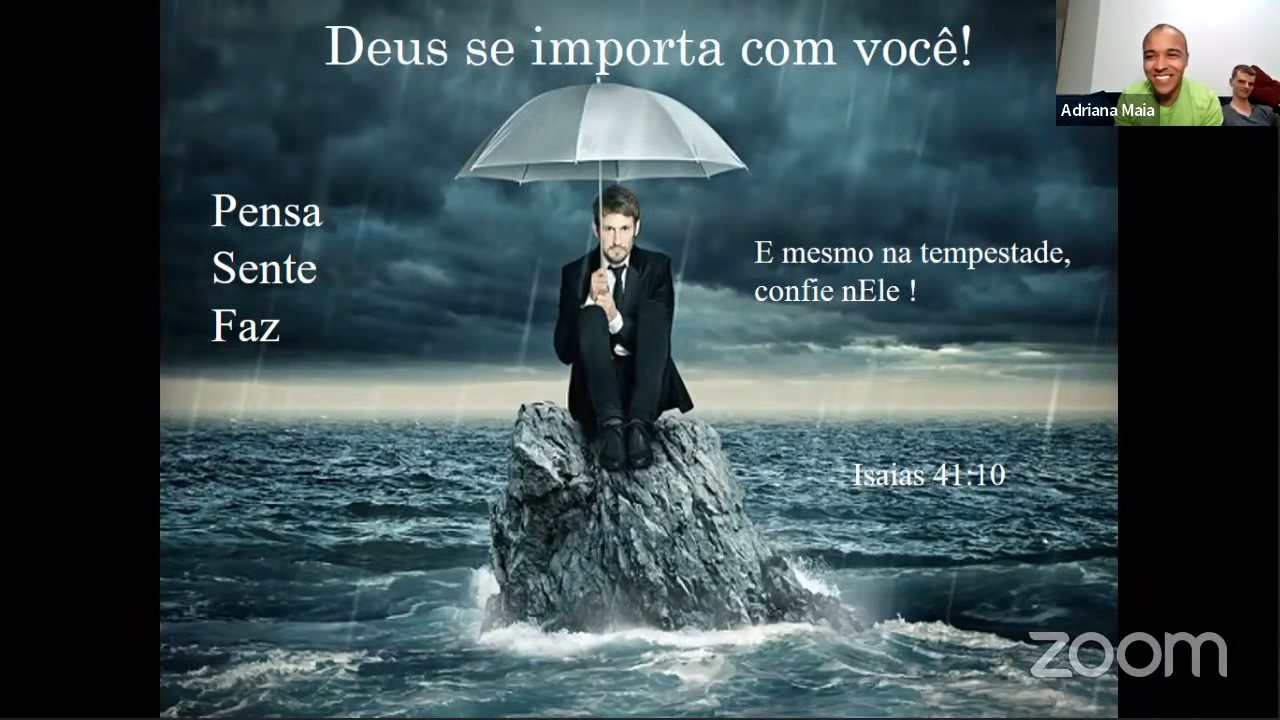 Deus se importa com você!
Adriana Maia
Pensa
Sente
Faz
E mesmo na tempestade,
confie nEle !
Isaias 41:10
zoom